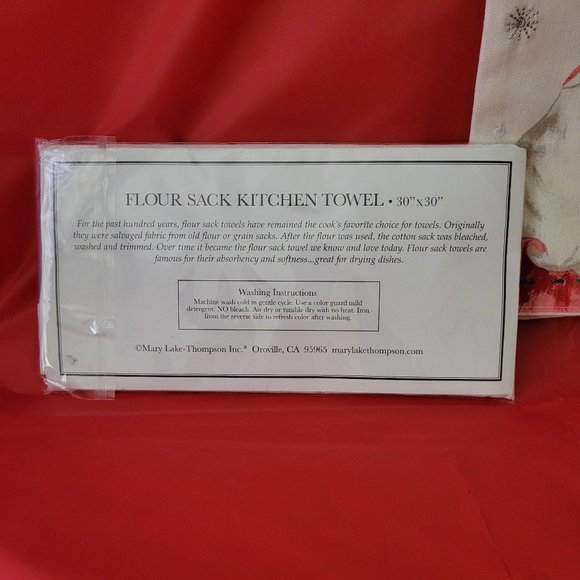 FLOUR SACK KITCHEN TOWEL • 30”x30”
For the past hundred years, flour sack towels have remained the cook's favorite choice for towels. Originally
they were salvaged fabric from old flour or grain sacks. After the flour was used, the cotton sack was bleached,
washed and trimmed. Over time it became the flour sack towel we know and love today. Flour sack towels are
famous for their absorbency and softness...great for drying dishes.
Washing Instructions
Machine wash cold in gentle cycle. Use a color guard mild
detergent. NO bleach. Air dry or tumble dry with no heat. Iron
from the reverse side to refresh color after washing.
©Mary Lake-Thompson Inc.® Oroville, CA 95965 marylakethompson.com